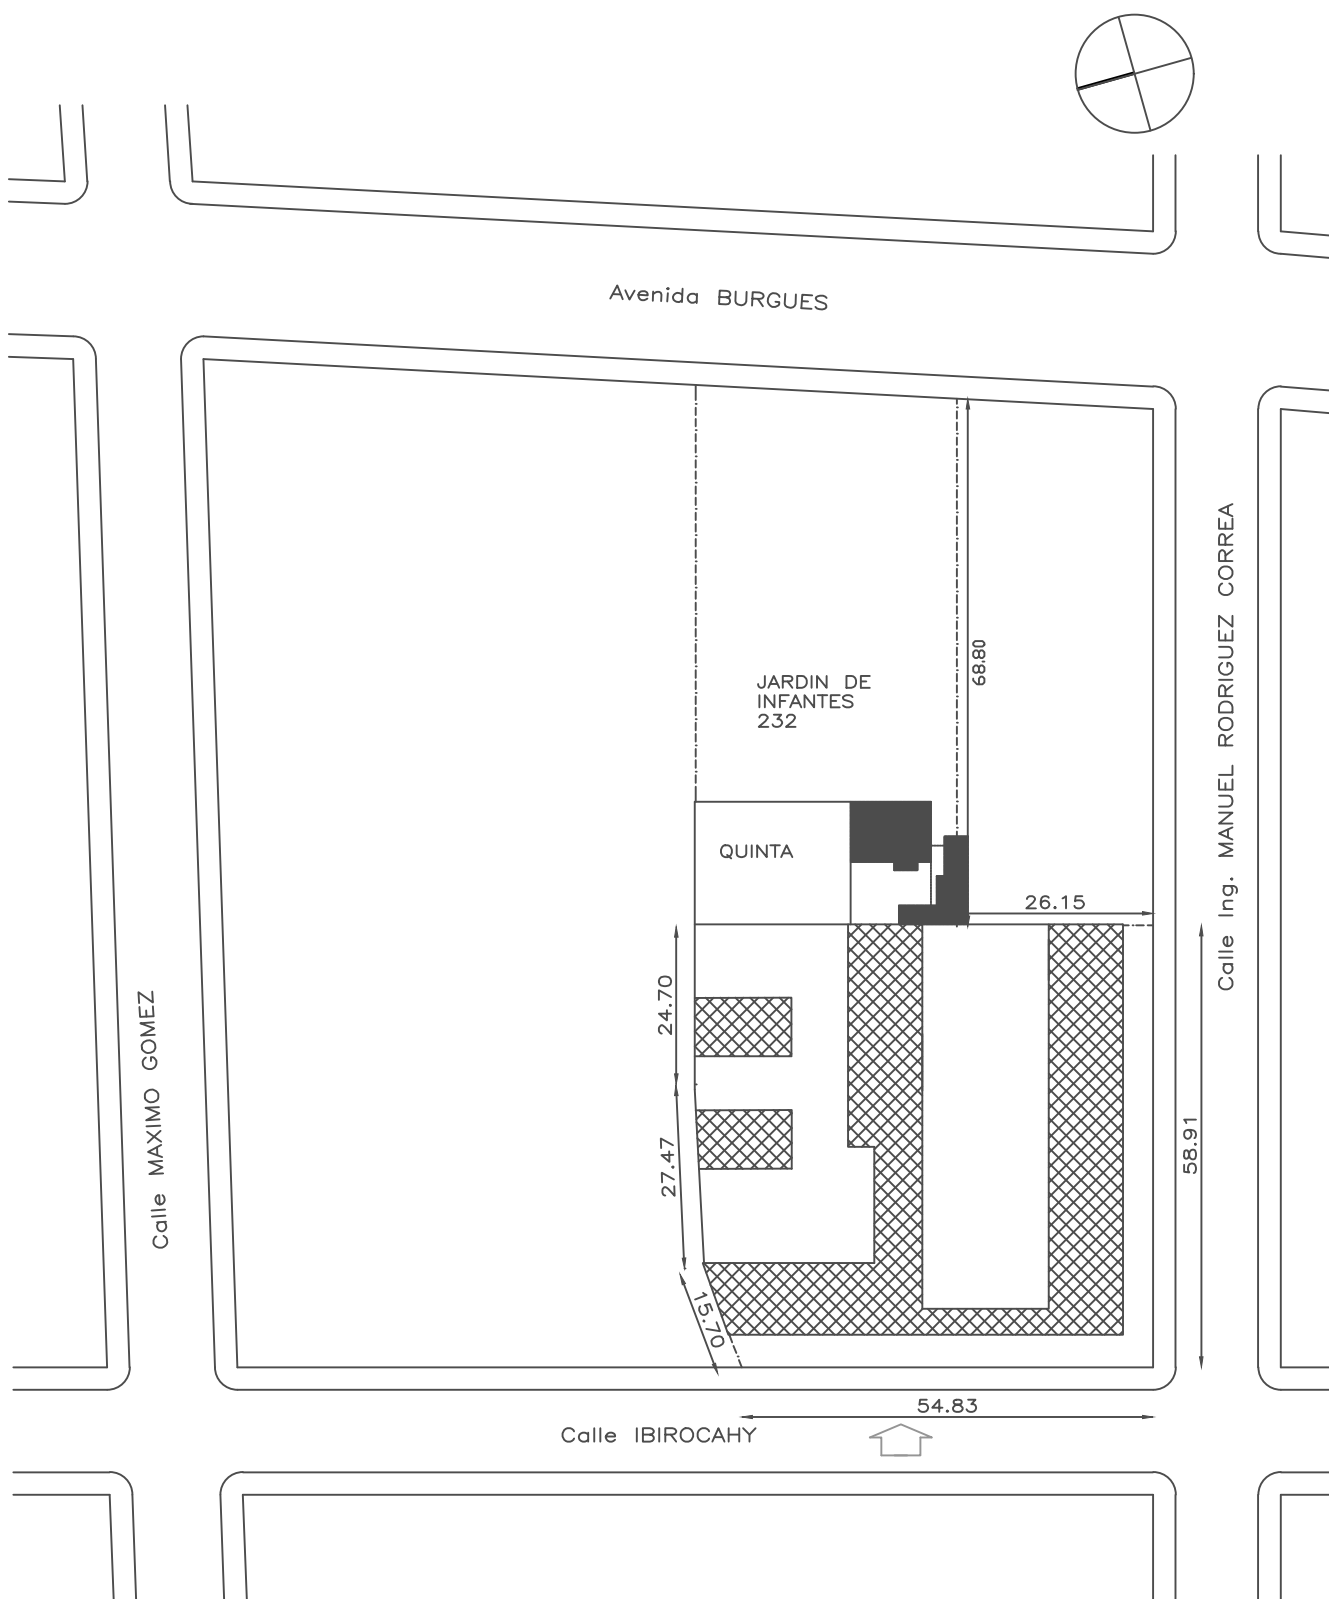 Avenida BURGUES
Calle Ing. MANUEL RODRIGUEZ CORREA
68.80
JARDIN DE
INFANTES
232
QUINTA
26.15
24.70
Calle MAXIMO GOMEZ
27.47
58.91
15.70
54.83
Calle IBIROCAHY